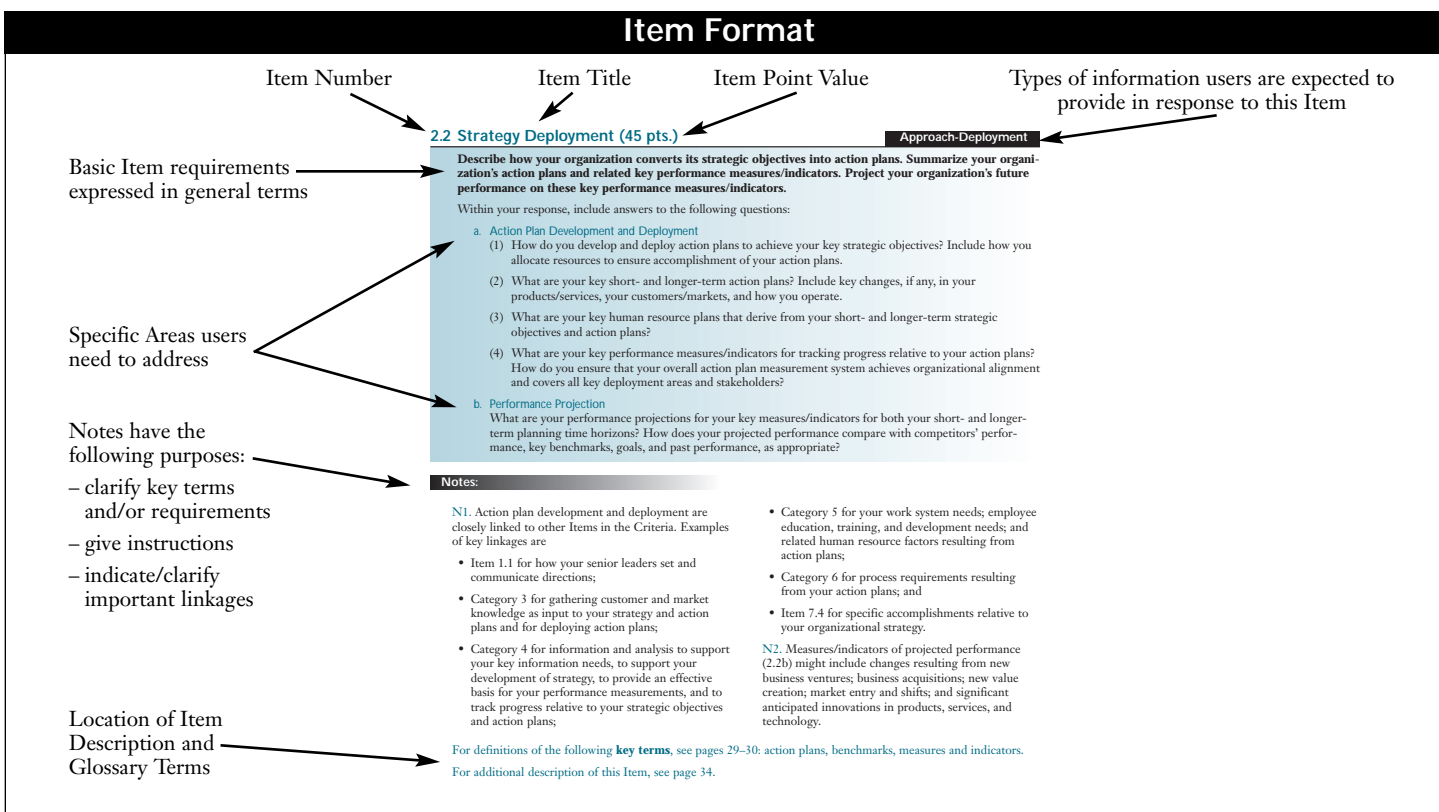 Item Format
Item Number
Item Title
Item Point Value
Types of information users are expected to
provide in response to this Item
2.2 Strategy Deployment (45 pts.)
Approach-Deployment
Basic Item requirements
expressed in general terms
Describe how your organization converts its strategic objectives into action plans. Summarize your organi-
zation's action plans and related key performance measures/indicators. Project your organization's future
performance on these key performance measures/indicators.
Within your response, include answers to the following questions:
a. Action Plan Development and Deployment
(1) How do you develop and deploy action plans to achieve your key strategic objectives? Include how you
allocate resources to ensure accomplishment of your action plans.
(2) What are your key short- and longer-term action plans? Include key changes, if any, in your
products/services, your customers/markets, and how you operate.
(3) What are your key human resource plans that derive from your short- and longer-term strategic
objectives and action plans?
(4) What are your key performance measures/indicators for tracking progress relative to your action plans?
How do you ensure that your overall action plan measurement system achieves organizational alignment
and covers all key deployment areas and stakeholders?
Specific Areas users
need to address
b. Performance Projection
What are your performance projections for your key measures/indicators for both your short- and longer-
term planning time horizons? How does your projected performance compare with competitors' perfor-
mance, key benchmarks, goals, and past performance, as appropriate?
Notes have the
following purposes:
– clarify key terms
and/or requirements
– give instructions
– indicate/clarify
important linkages
Notes:
N1. Action plan development and deployment are
closely linked to other Items in the Criteria. Examples
of key linkages are
• Item 1.1 for how your senior leaders set and
communicate directions;
• Category 3 for gathering customer and market
knowledge as input to your strategy and action
plans and for deploying action plans;
• Category 4 for information and analysis to support
your key information needs, to support your
development of strategy, to provide an effective
basis for your performance measurements, and to
track progress relative to your strategic objectives
and action plans;
• Category 5 for your work system needs; employee
education, training, and development needs; and
related human resource factors resulting from
action plans;
• Category 6 for process requirements resulting
from your action plans; and
• Item 7.4 for specific accomplishments relative to
your organizational strategy.
N2. Measures/indicators of projected performance
(2.2b) might include changes resulting from new
business ventures; business acquisitions; new value
creation; market entry and shifts; and significant
anticipated innovations in products, services, and
technology.
Location of Item
Description and
Glossary Terms
For definitions of the following key terms, see pages 29–30: action plans, benchmarks, measures and indicators.
For additional description of this Item, see page 34.